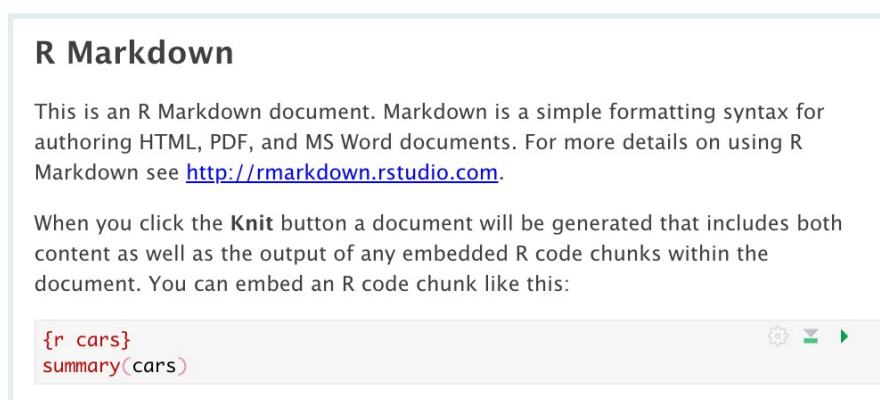 R Markdown
This is an R Markdown document. Markdown is a simple formatting syntax for
authoring HTML, PDF, and MS Word documents. For more details on using R
Markdown see http://rmarkdown.rstudio.com.
When you click the Knit button a document will be generated that includes both
content as well as the output of any embedded R code chunks within the
document. You can embed an R code chunk like this:
{r cars}
summary(cars)